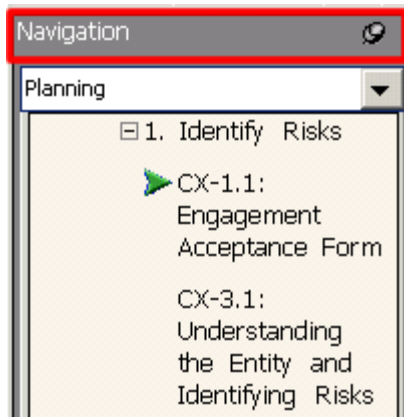 Navigation
Planning
1. Identify Risks
CX-1.1:
Engagement
Acceptance Form
CX-3.1:
Understanding
the Entity and
Identifying Risks